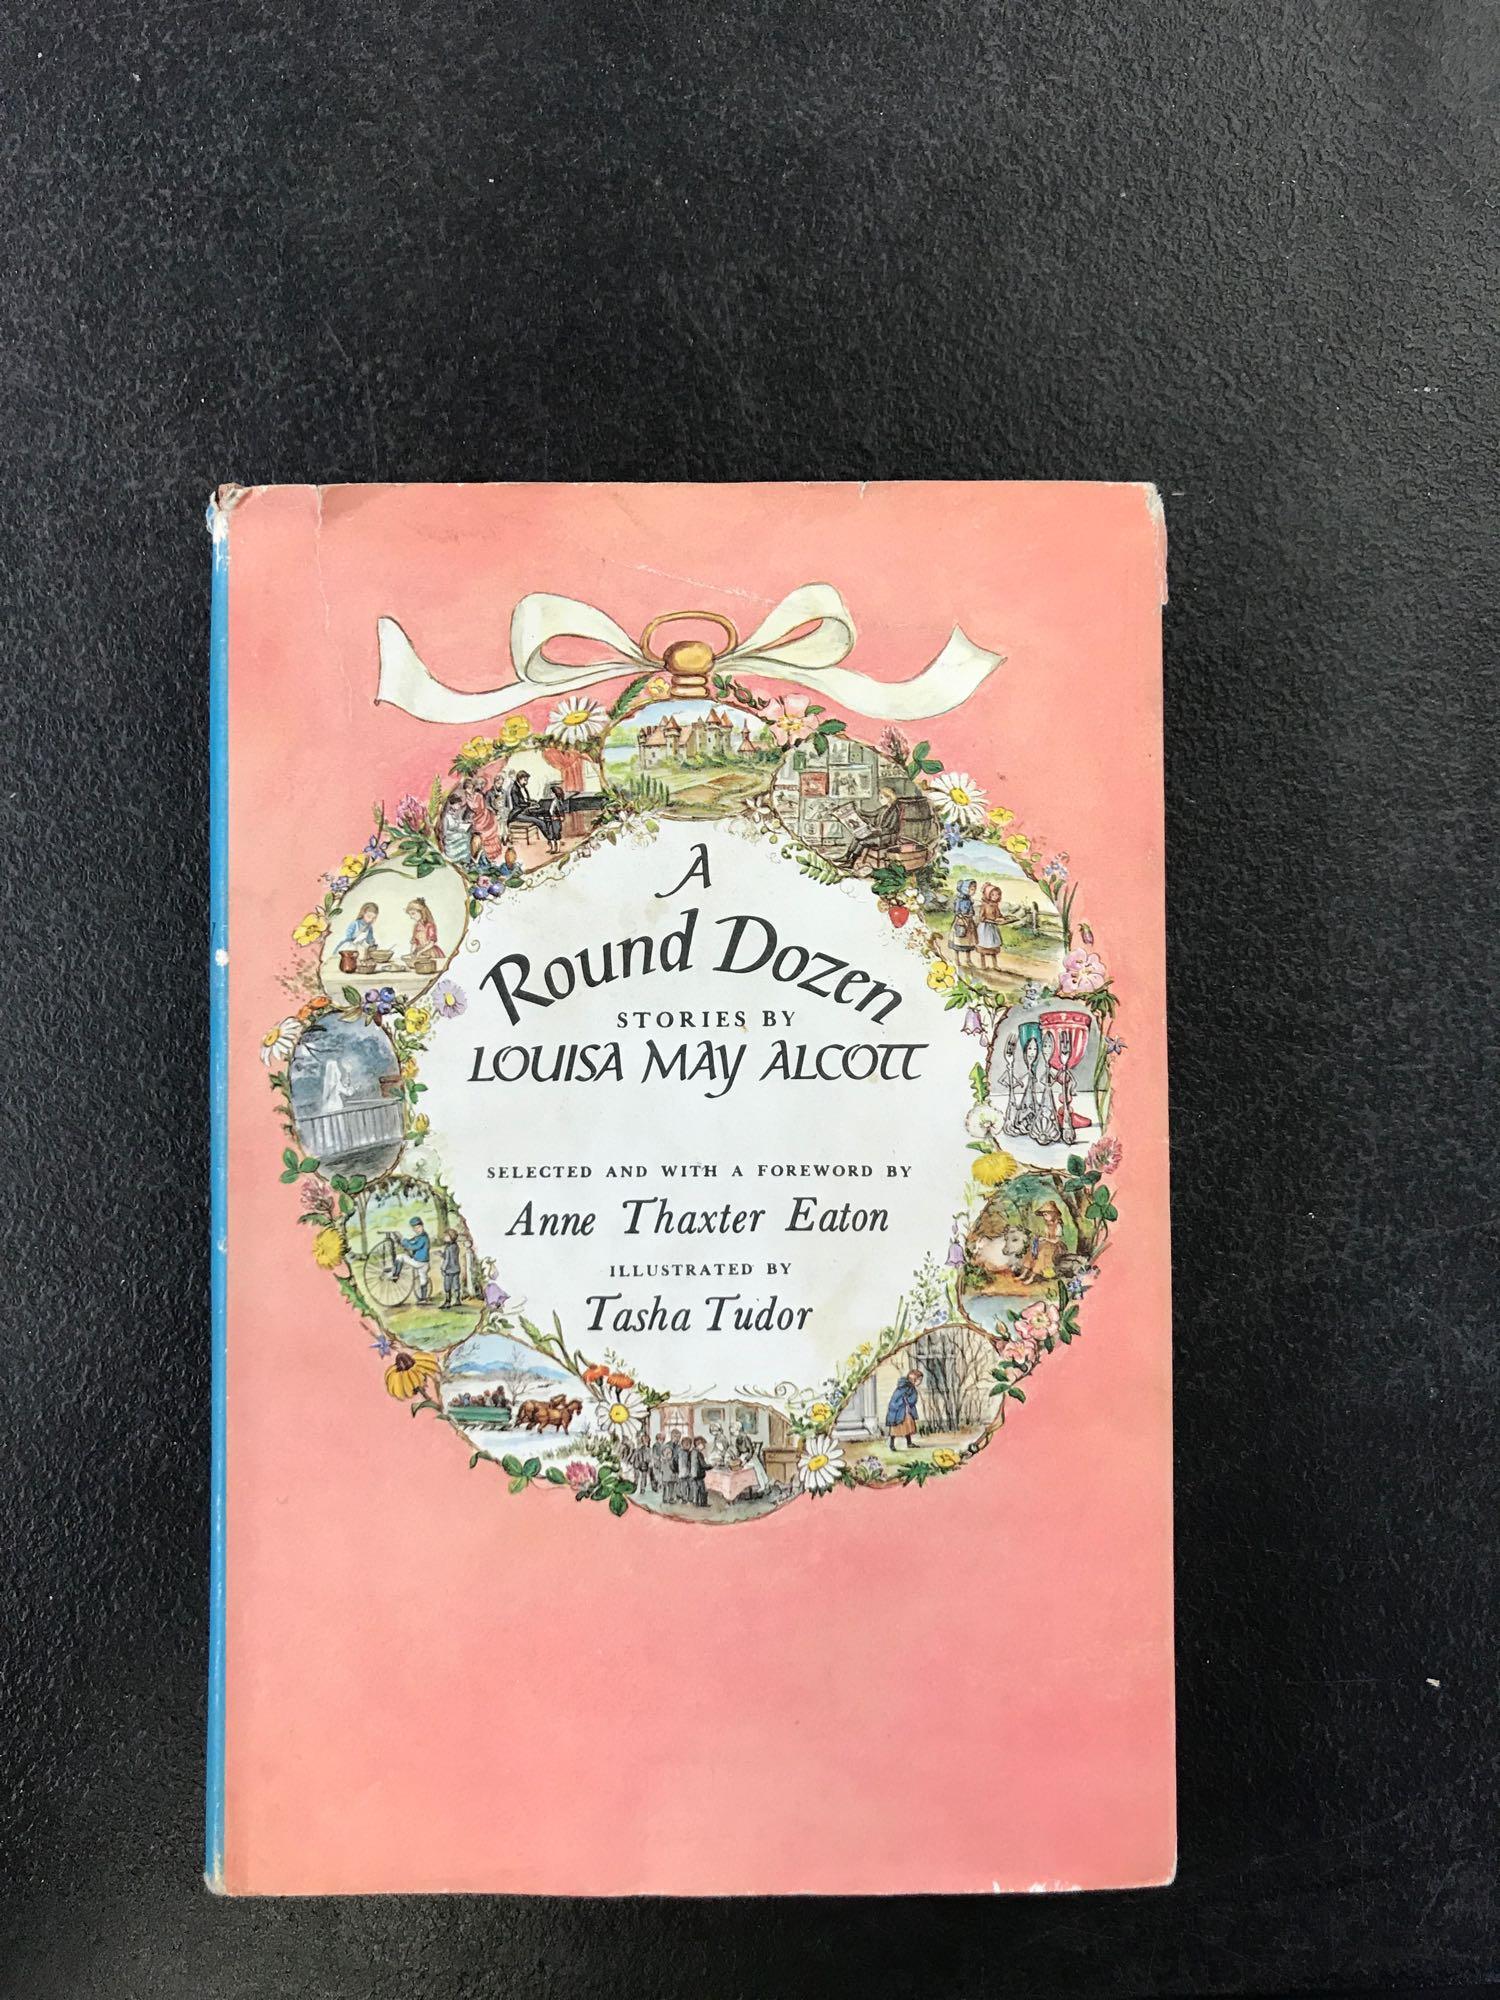 A
Round Dozen
STORIES BY
LOUISA MAY ALCOTT
SELECTED AND WITH A FOREWORD BY
Anne Thaxter Eaton
ILLUSTRATED BY
Tasha Tudor